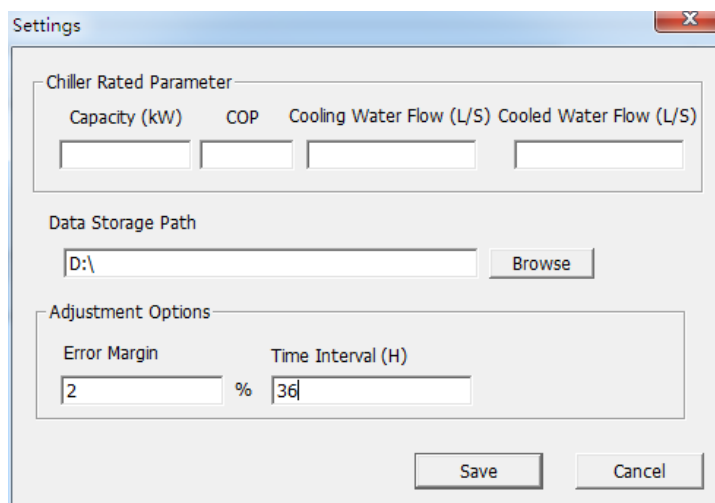 Settings
X
Chiller Rated Parameter
Capacity (kW) COP Cooling Water Flow (L/S) Cooled Water Flow (L/S)
Data Storage Path
D:\ Browse
Adjustment Options
Error Margin Time Interval (H)
2 % 36
Save Cancel